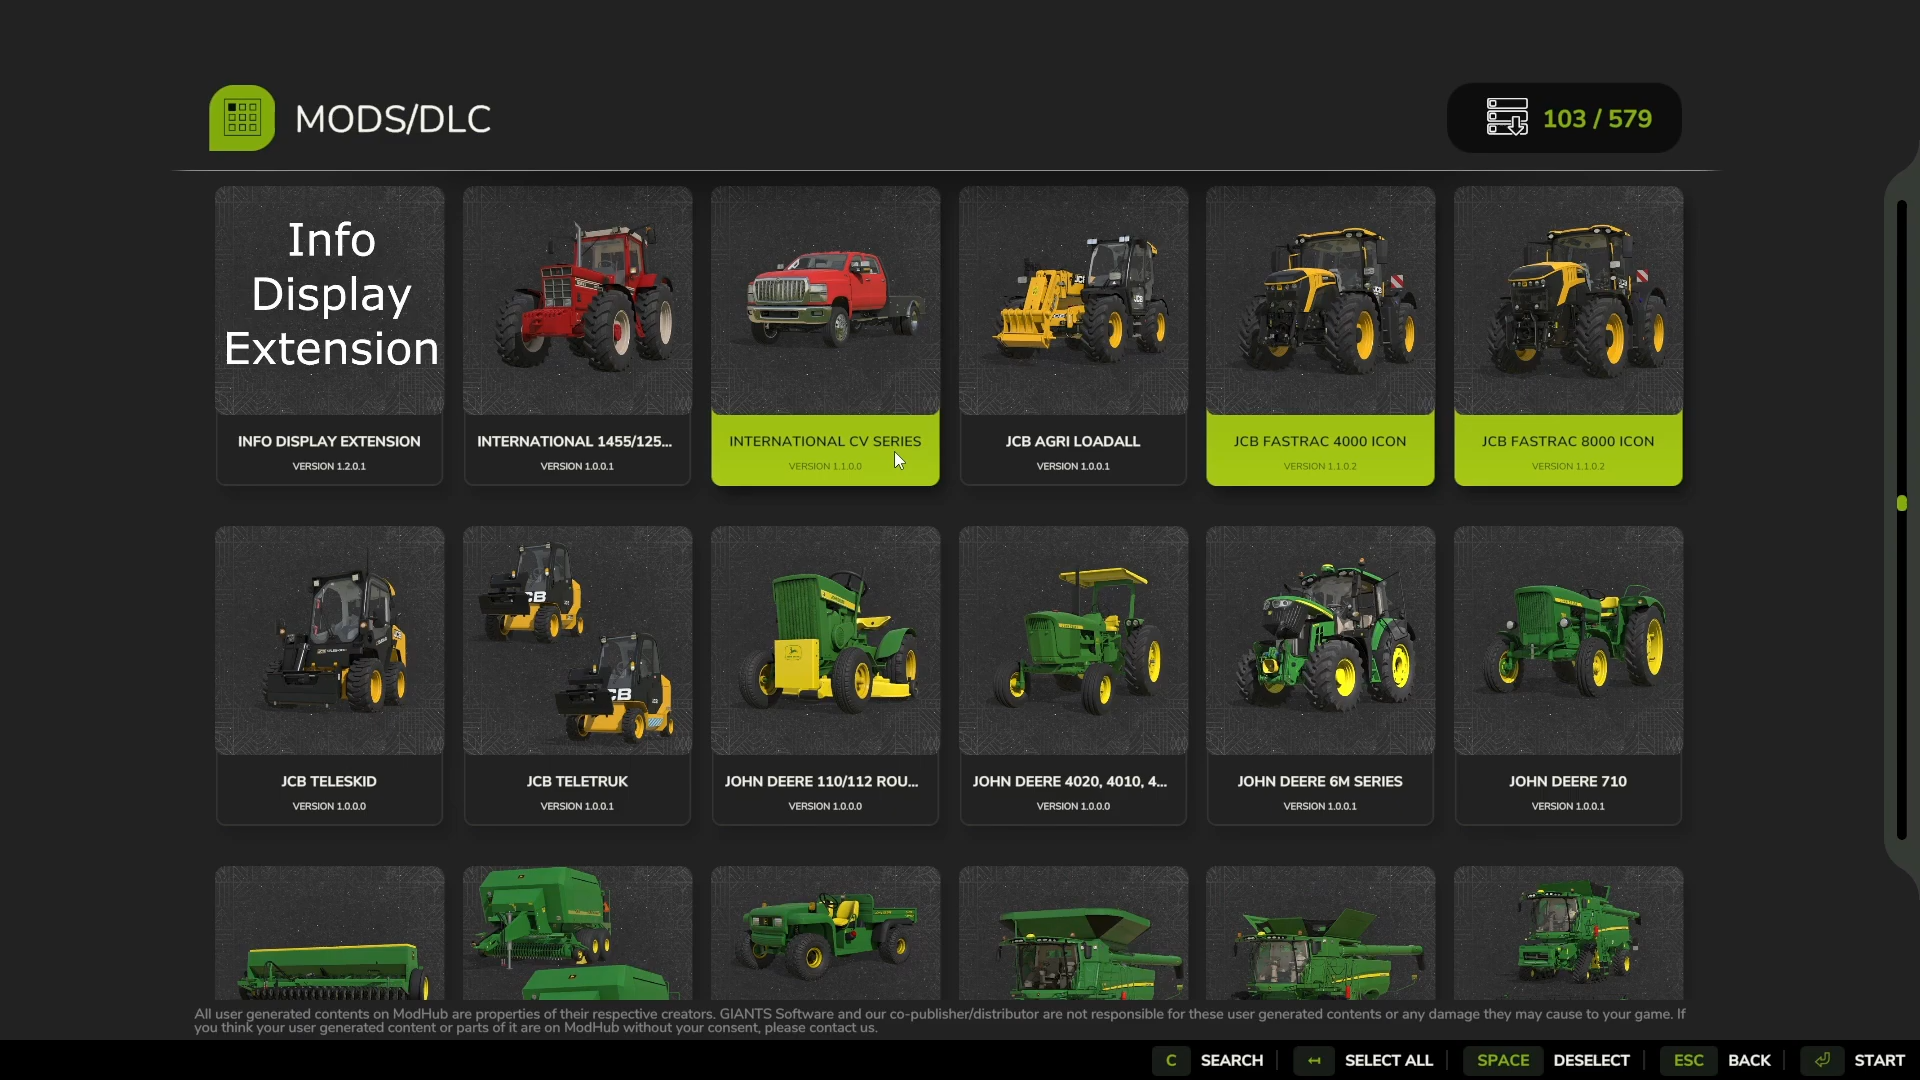 MODS/DLC
103 / 579
Info
Display
Extension
INFO DISPLAY EXTENSION
VERSION 1.2.0.1
INTERNATIONAL 1455/125...
VERSION 1.0.0.1
INTERNATIONAL CV SERIES
VERSION 1.1.0.0
JCB AGRI LOADALL
VERSION 1.0.0.1
JCB FASTRAC 4000 ICON
VERSION 1.1.0.2
JCB FASTRAC 8000 ICON
VERSION 1.1.0.2
JCB TELESKID
VERSION 1.0.0.0
JCB TELETRUK
VERSION 1.0.0.1
JOHN DEERE 110/112 ROU...
VERSION 1.0.0.0
JOHN DEERE 4020, 4010, 4...
VERSION 1.0.0.0
JOHN DEERE 6M SERIES
VERSION 1.0.0.1
JOHN DEERE 710
VERSION 1.0.0.1
All user generated contents on ModHub are properties of their respective creators. GIANTS Software and our co-publisher/distributor are not responsible for these user generated contents or any damage they may cause to your game. If
you think your user generated content or parts of it are on ModHub without your consent, please contact us.
C SEARCH
↤ SELECT ALL
SPACE DESELECT
ESC BACK
START